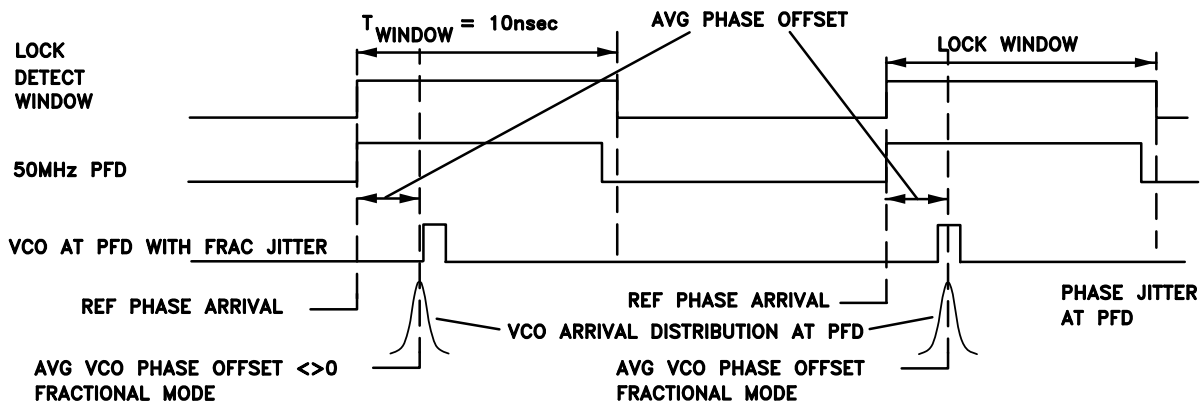 T WINDOW = 10nsec
AVG PHASE OFFSET
LOCK WINDOW
LOCK
DETECT
WINDOW
50MHz PFD
VCO AT PFD WITH FRAC JITTER
REF PHASE ARRIVAL
REF PHASE ARRIVAL
PHASE JITTER
AT PFD
VCO ARRIVAL DISTRIBUTION AT PFD
AVG VCO PHASE OFFSET <>0
FRACTIONAL MODE
AVG VCO PHASE OFFSET
FRACTIONAL MODE